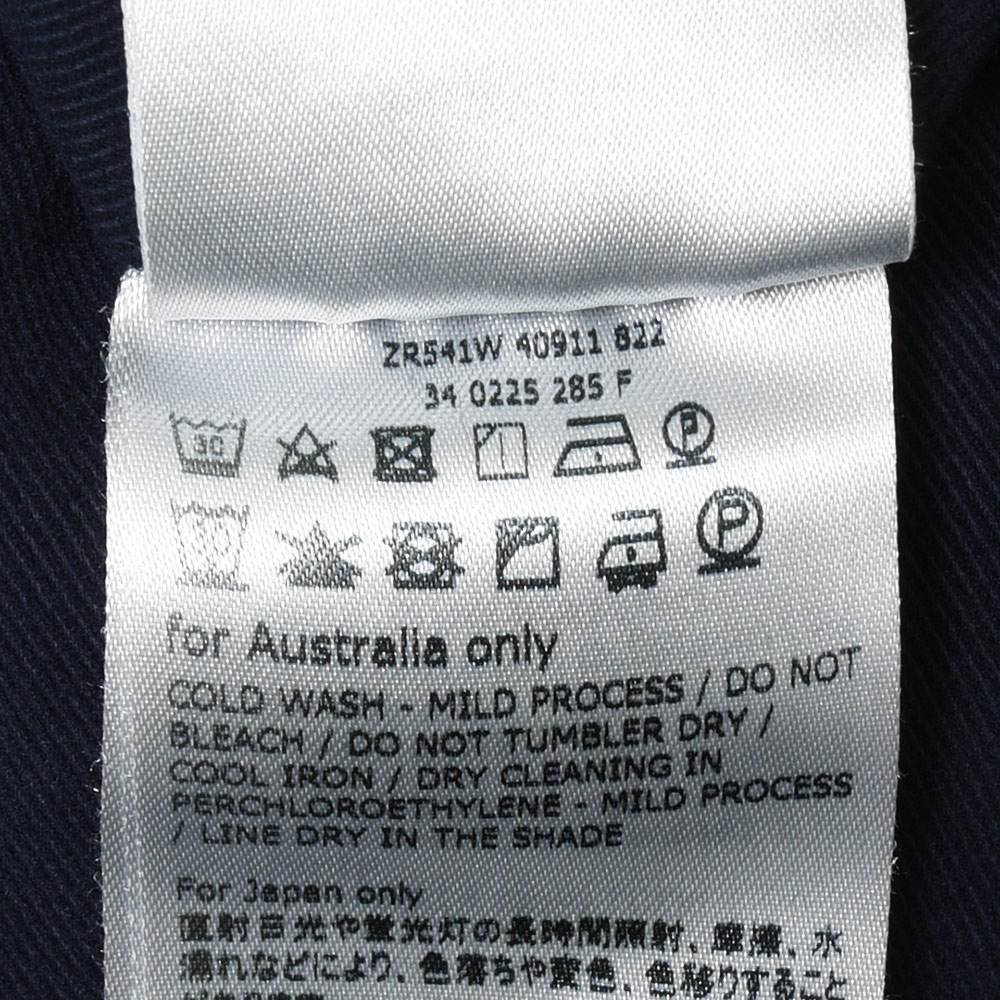 ZR541W 40911 822
34 0225 285 F
30 P
30 P
for Australia only
COLD WASH - MILD PROCESS / DO NOT
BLEACH / DO NOT TUMBLER DRY /
COOL IRON / DRY CLEANING IN
PERCHLOROETHYLENE - MILD PROCESS
/ LINE DRY IN THE SHADE
For Japan only
直射日光や蛍光灯の長時間照射、摩擦、水
濡れなどにより、色落ちや変色、色移りすること